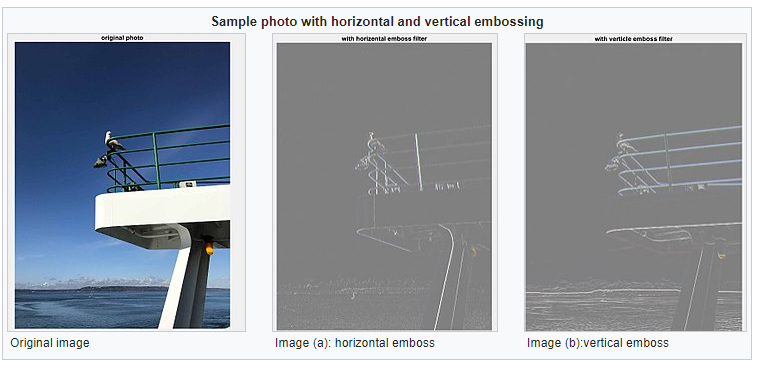 Sample photo with horizontal and vertical embossing
original photo
with horizental emboss filter
with verticle emboss filter
Original image
Image (a): horizontal emboss
Image (b):vertical emboss